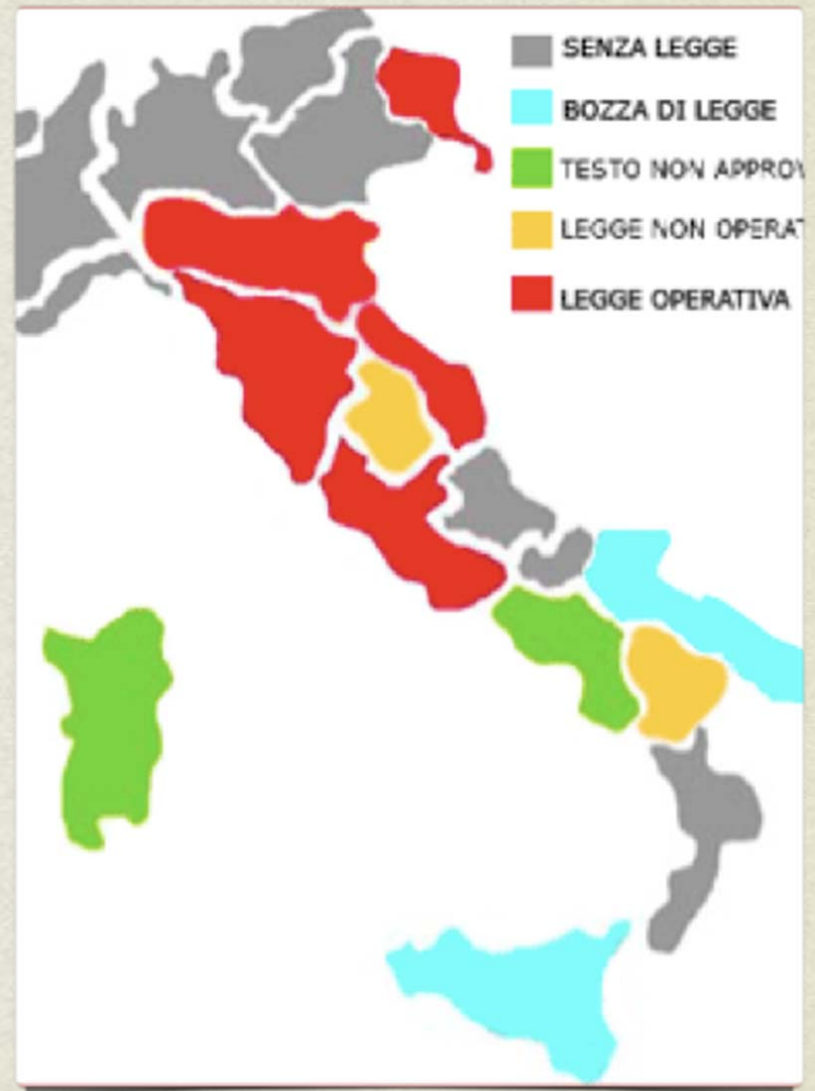 SENZA LEGGE
BOZZA DI LEGGE
TESTO NON APPROV
LEGGE NON OPERAT
LEGGE OPERATIVA